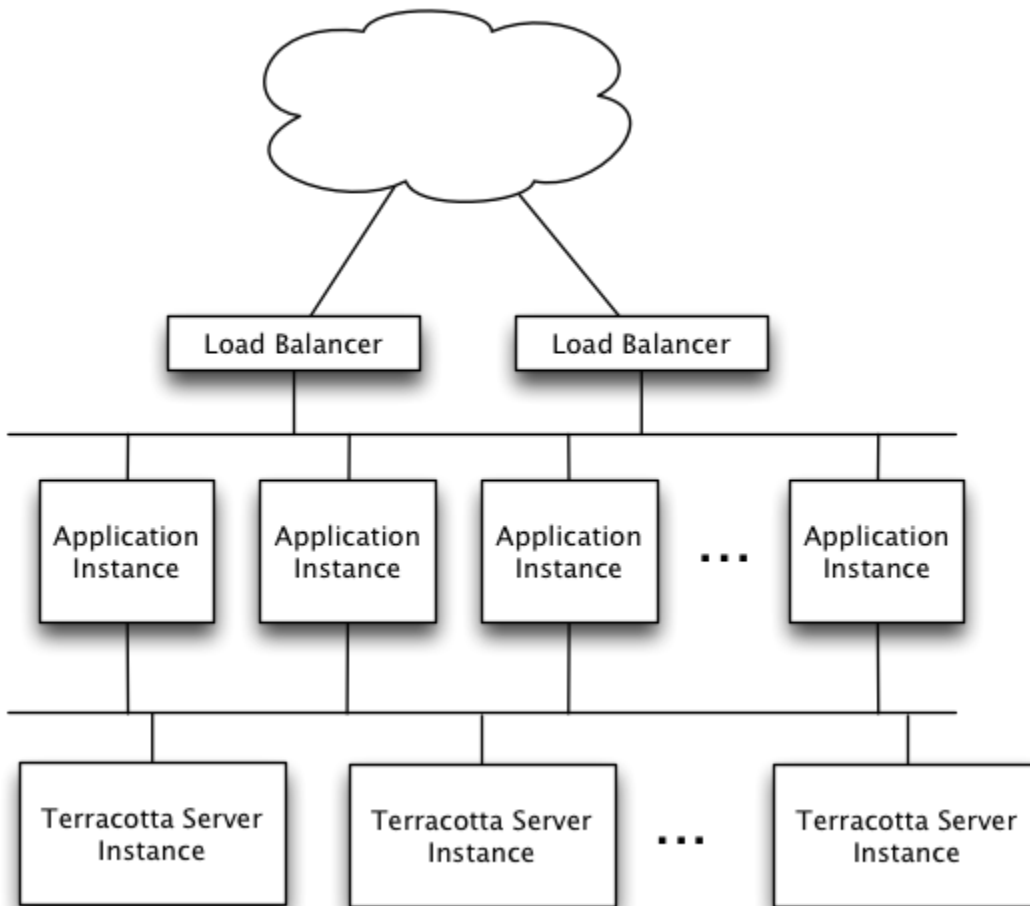 Load Balancer
Load Balancer
Application
Instance
Application
Instance
Application
Instance
...
Application
Instance
Terracotta Server
Instance
Terracotta Server
Instance
...
Terracotta Server
Instance